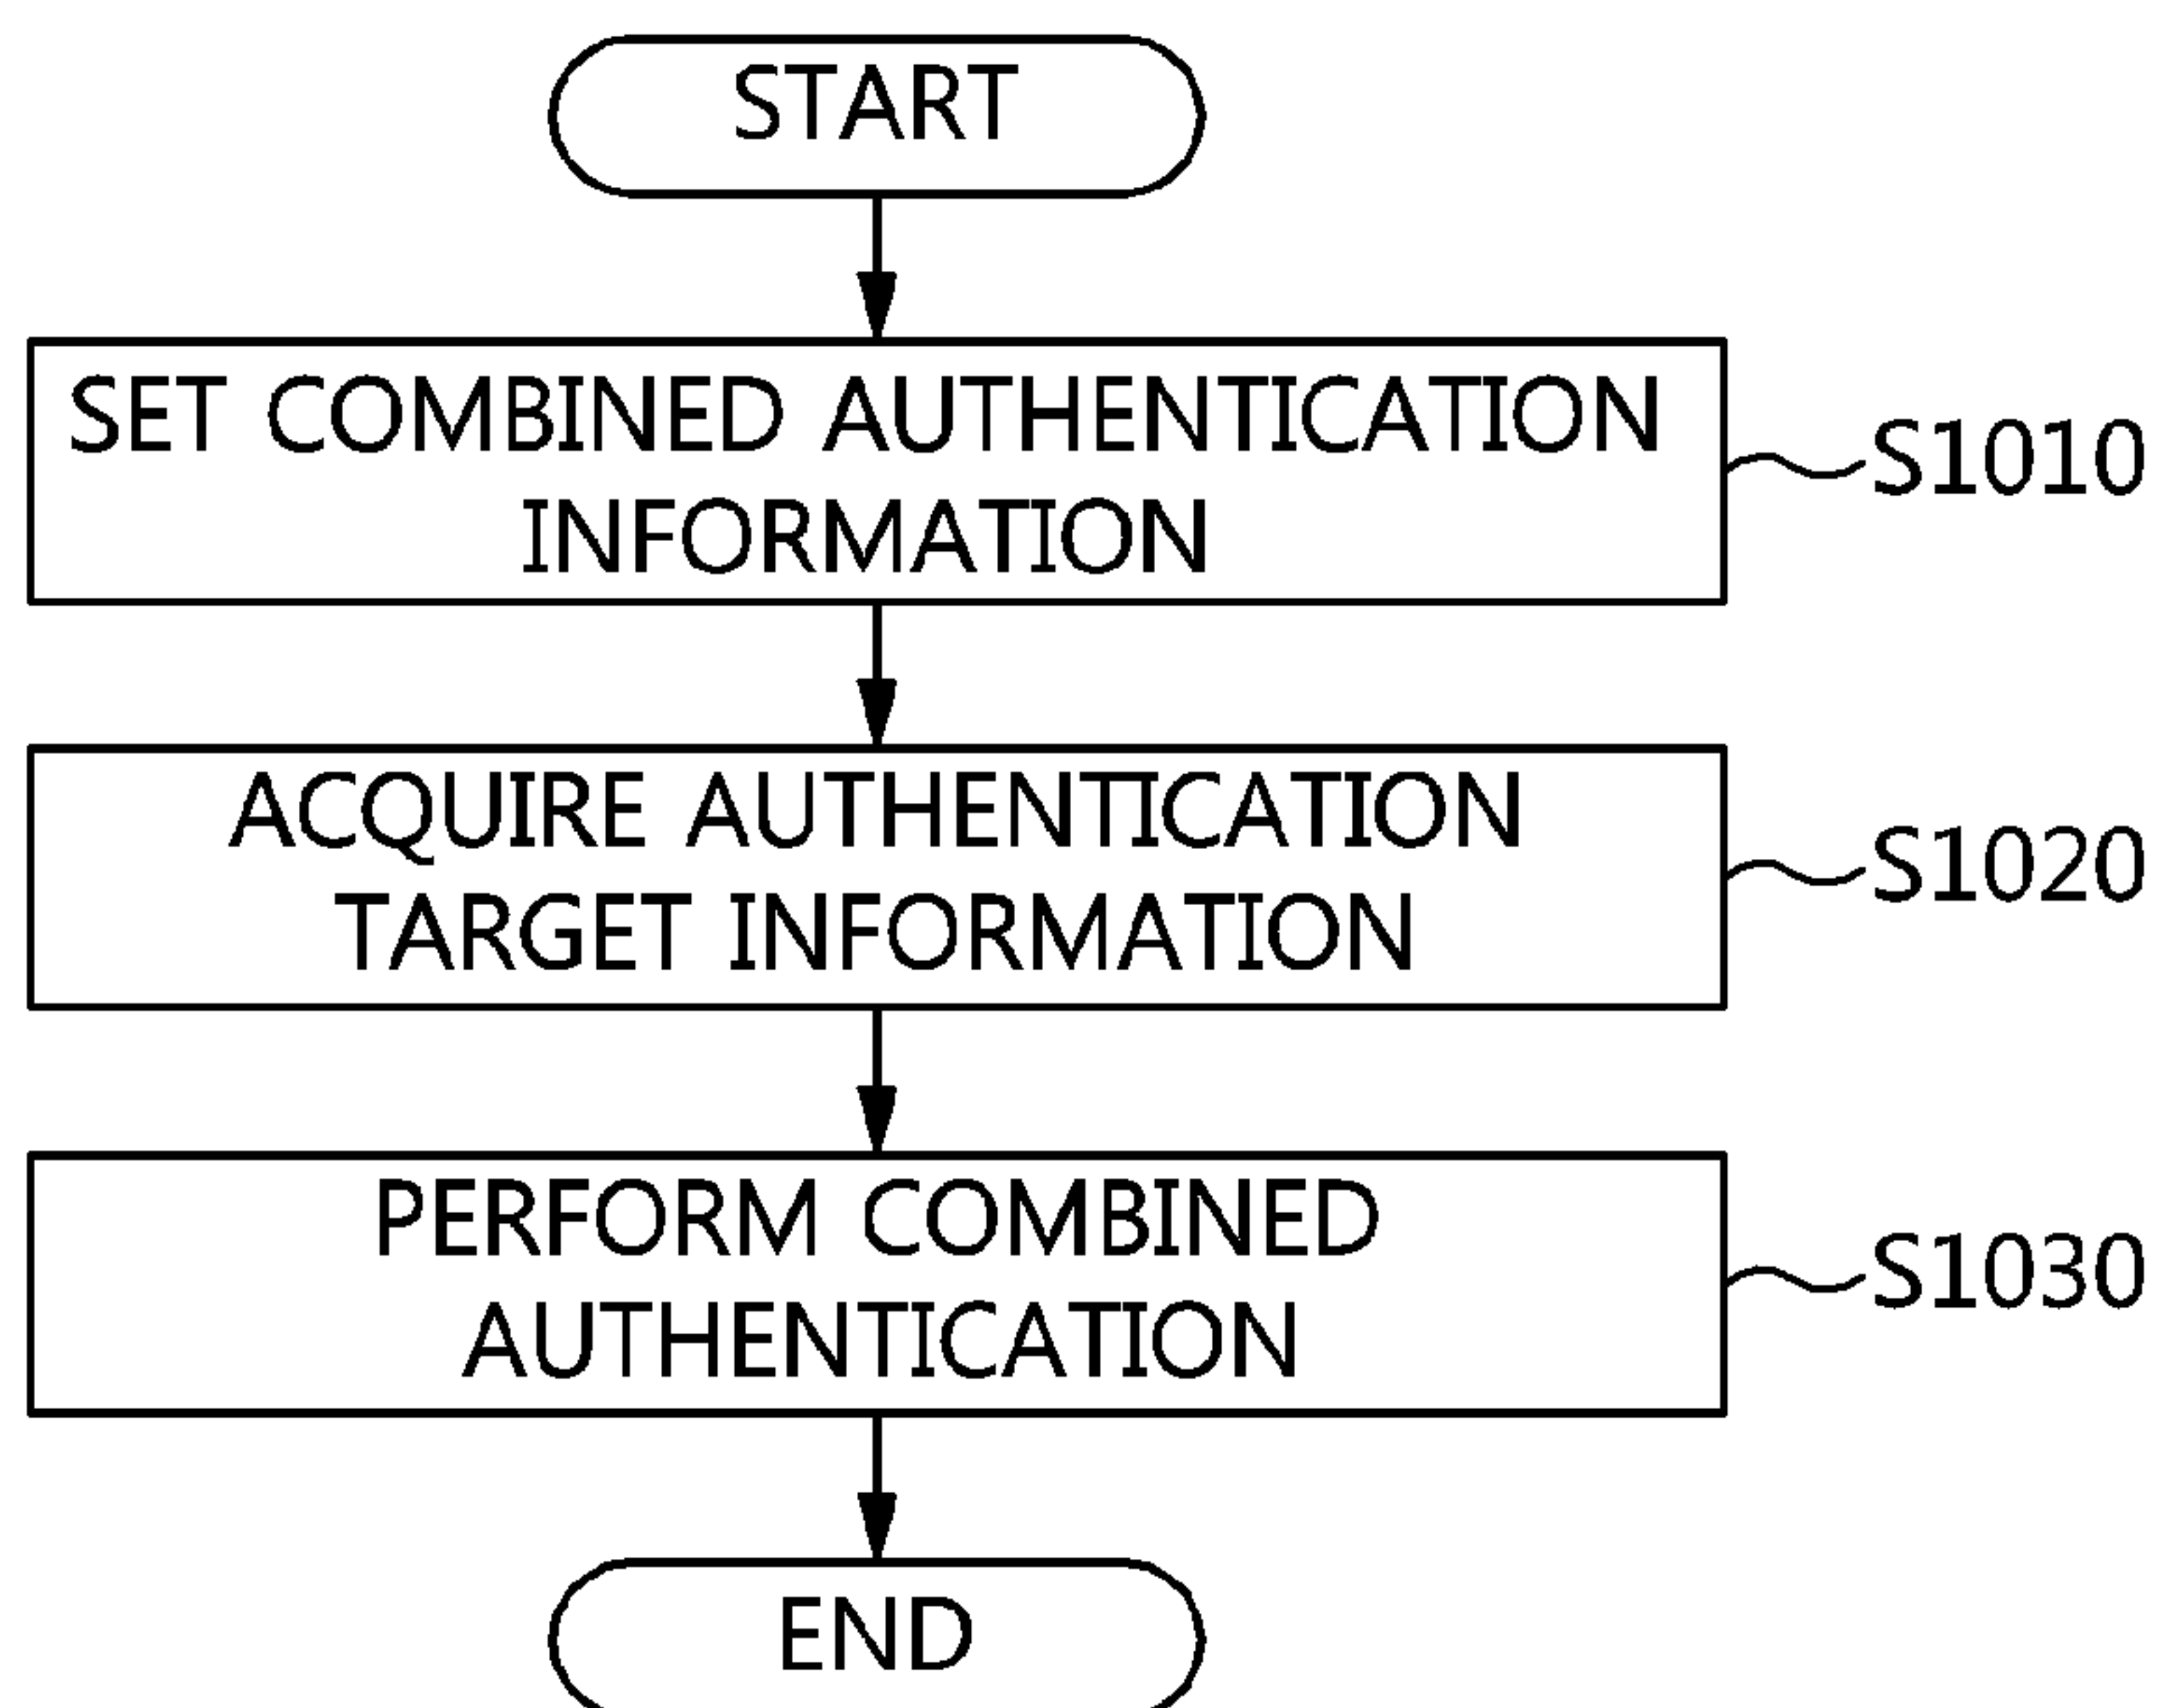 START
SET COMBINED AUTHENTICATION
INFORMATION
S1010
ACQUIRE AUTHENTICATION
TARGET INFORMATION
S1020
PERFORM COMBINED
AUTHENTICATION
S1030
END